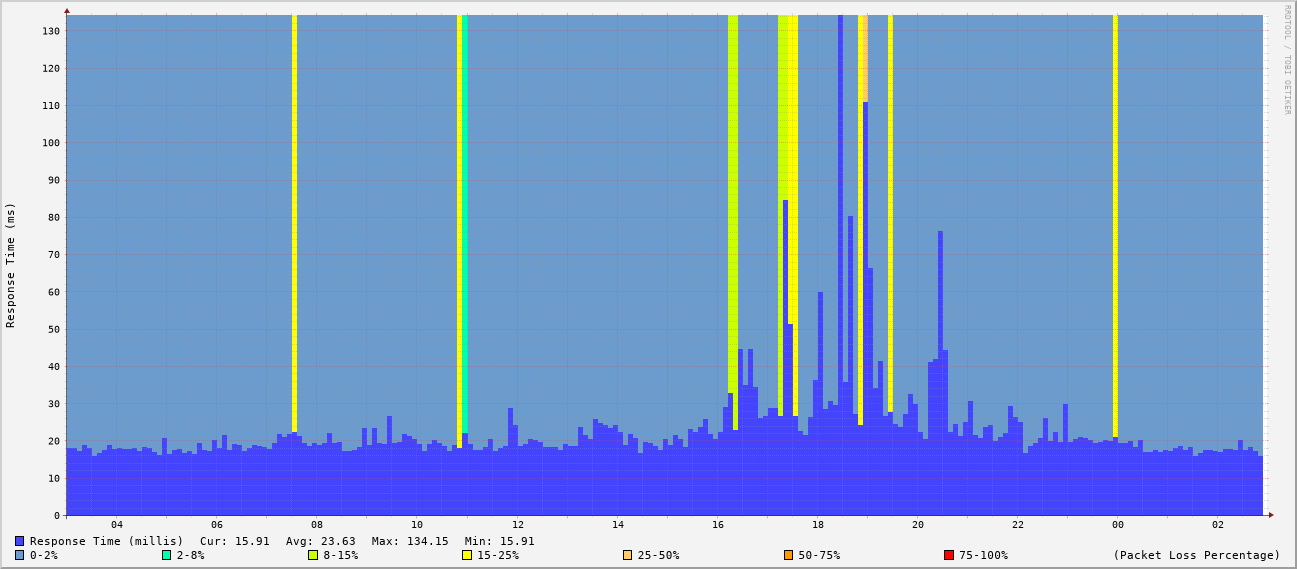 RRDTOOL / TOBI OETIKER
Response Time (ms)
130
120
110
100
90
80
70
60
50
40
30
20
10
0
04 06 08 10 12 14 16 18 20 22 00 02
Response Time (millis) Cur: 15.91 Avg: 23.63 Max: 134.15 Min: 15.91
0-2% 2-8% 8-15% 15-25% 25-50% 50-75% 75-100% (Packet Loss Percentage)